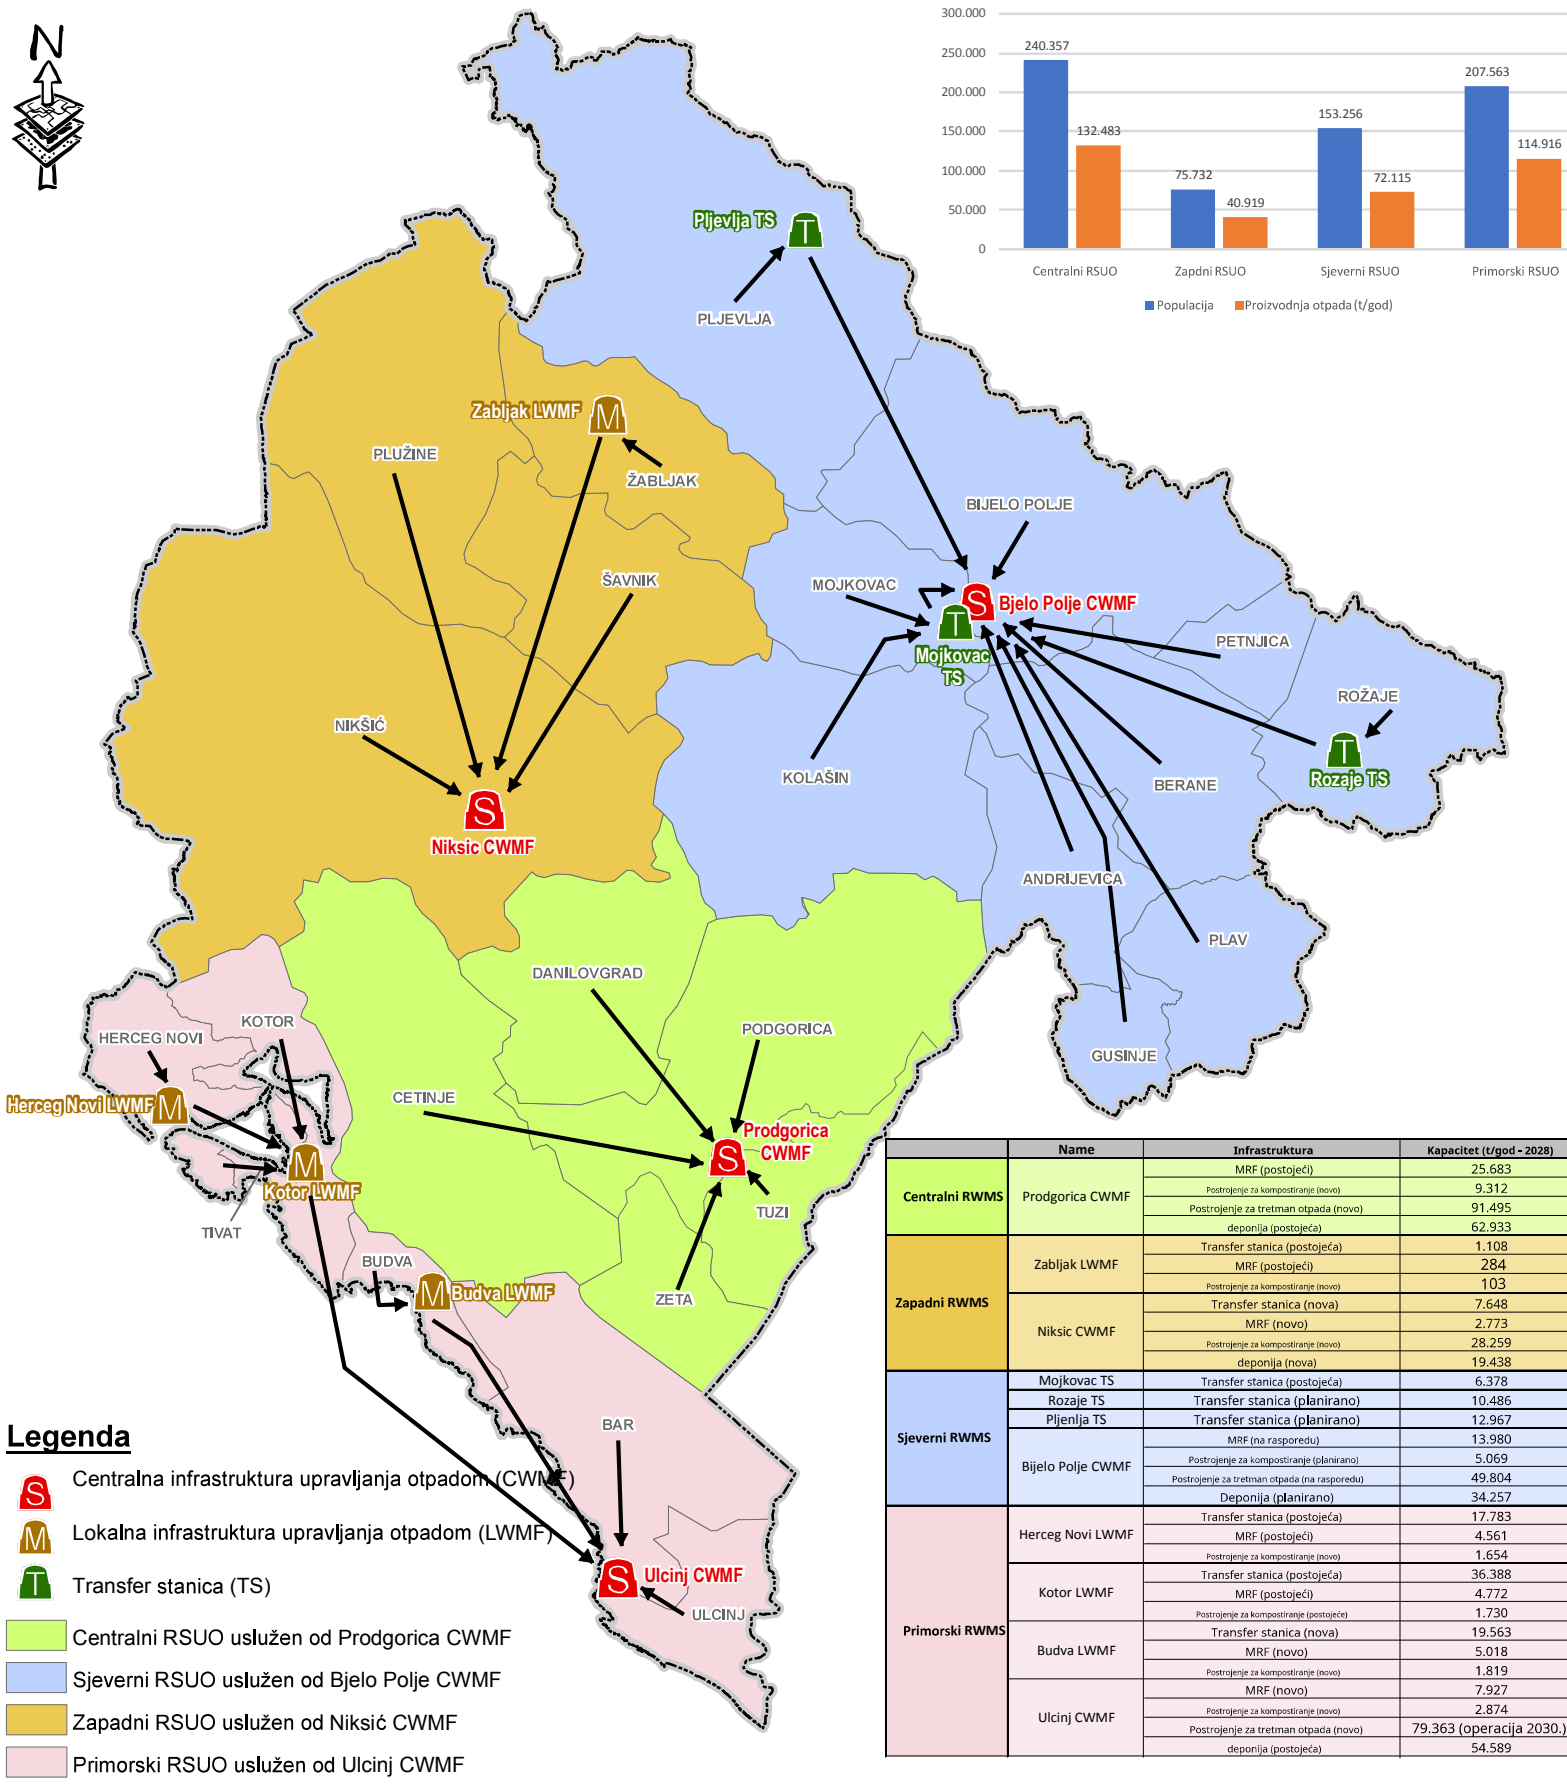 N
300.000
250.000
200.000
150.000
100.000
50.000
0
240.357
132.483
75.732
40.919
153.256
72.115
207.563
114.916
Centralni RSUO
Zapdni RSUO
Sjeverni RSUO
Primorski RSUO
Populacija
Proizvodnja otpada (t/god)
Pljevlja TS
T
PLJEVLJA
Zabljak LWMF
M
PLUŽINE
ŽABLJAK
BIJELO POLJE
ŠAVNIK
MOJKOVAC
S
Bjelo Polje CWMF
T
Mojkovac
TS
PETNJICA
ROŽAJE
NIKŠIĆ
T
Rozaje TS
KOLAŠIN
BERANE
S
Niksic CWMF
ANDRIJEVICA
PLAV
DANILOVGRAD
KOTOR
HERCEG NOVI
PODGORICA
GUSINJE
CETINJE
Herceg Novi LWMF
M
Prodgorica
CWMF
S
M
Kotor LWMF
TUZI
TIVAT
BUDVA
M
Budva LWMF
ZETA
BAR
S
Ulcinj CWMF
ULCINJ
Legenda
S
Centralna infrastruktura upravljanja otpadom (CWMF)
M
Lokalna infrastruktura upravljanja otpadom (LWMF)
T
Transfer stanica (TS)
Centralni RSUO uslužen od Prodgorica CWMF
Sjeverni RSUO uslužen od Bjelo Polje CWMF
Zapadni RSUO uslužen od Niksić CWMF
Primorski RSUO uslužen od Ulcinj CWMF
Name Infrastruktura Kapacitet (t/god - 2028)
Centralni RWMS
Prodgorica CWMF
MRF (postojeći) 25.683
Postrojenje za kompostiranje (novo) 9.312
Postrojenje za tretman otpada (novo) 91.495
deponija (postojeća) 62.933
Zapadni RWMS
Zabljak LWMF
Transfer stanica (postojeća) 1.108
MRF (postojeći) 284
Postrojenje za kompostiranje (novo) 103
Niksic CWMF
Transfer stanica (nova) 7.648
MRF (novo) 2.773
Postrojenje za kompostiranje (novo) 28.259
deponija (nova) 19.438
Sjeverni RWMS
Mojkovac TS Transfer stanica (postojeća) 6.378
Rozaje TS Transfer stanica (planirano) 10.486
Pljenlja TS Transfer stanica (planirano) 12.967
Bijelo Polje CWMF
MRF (na rasporedu) 13.980
Postrojenje za kompostiranje (planirano) 5.069
Postrojenje za tretman otpada (na rasporedu) 49.804
Deponija (planirano) 34.257
Primorski RWMS
Herceg Novi LWMF
Transfer stanica (postojeća) 17.783
MRF (postojeći) 4.561
Postrojenje za kompostiranje (novo) 1.654
Kotor LWMF
Transfer stanica (postojeća) 36.388
MRF (postojeći) 4.772
Postrojenje za kompostiranje (postojeće) 1.730
Budva LWMF
Transfer stanica (nova) 19.563
MRF (novo) 5.018
Postrojenje za kompostiranje (novo) 1.819
Ulcinj CWMF
MRF (novo) 7.927
Postrojenje za kompostiranje (novo) 2.874
Postrojenje za tretman otpada (novo) 79.363 (operacija 2030.)
deponija (postojeća) 54.589